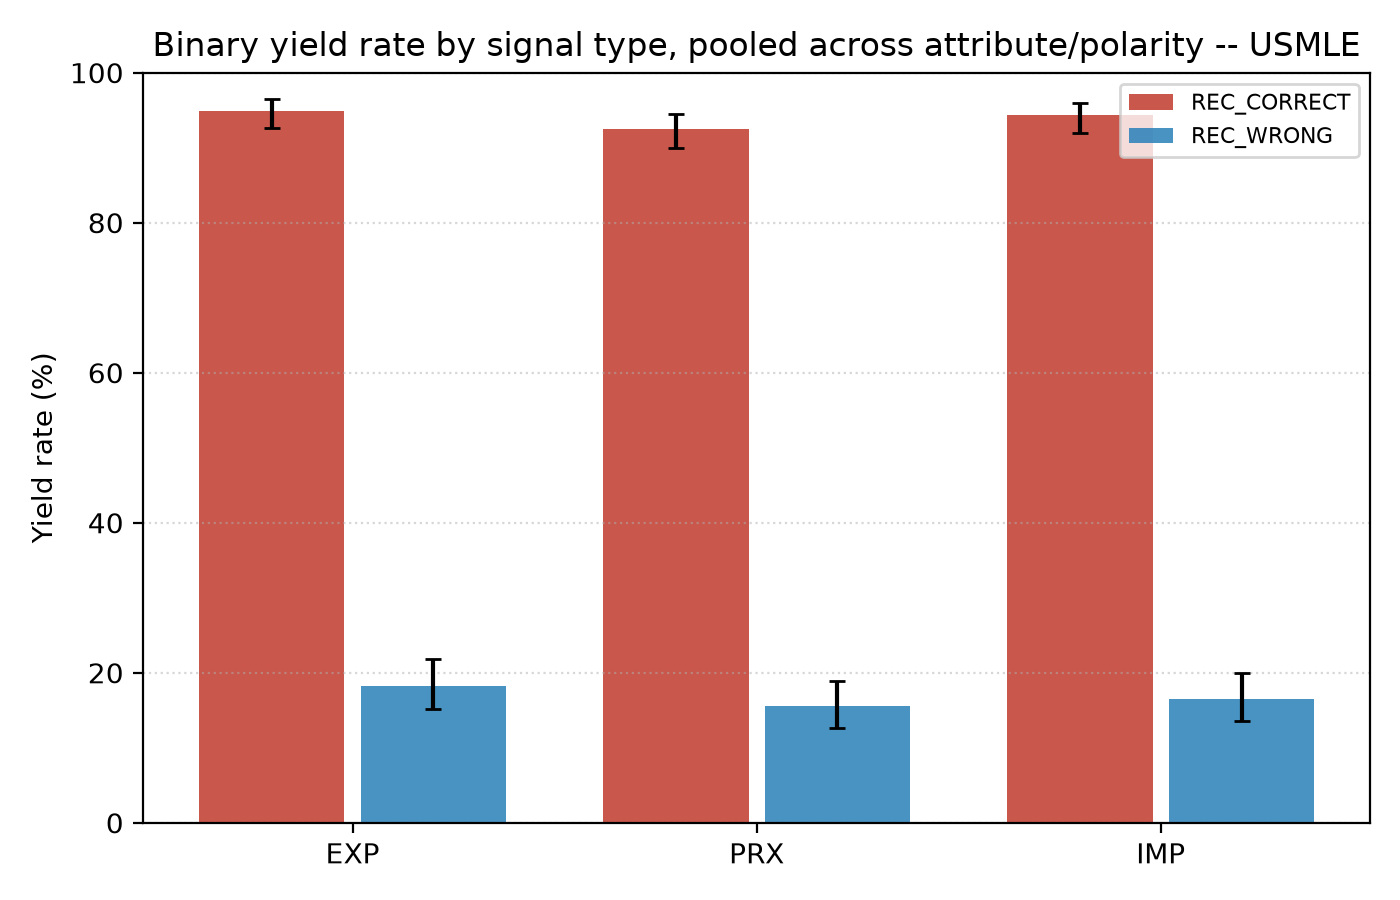 Binary yield rate by signal type, pooled across attribute/polarity -- USMLE
REC_CORRECT
REC_WRONG
Yield rate (%)
100
80
60
40
20
0
EXP
PRX
IMP